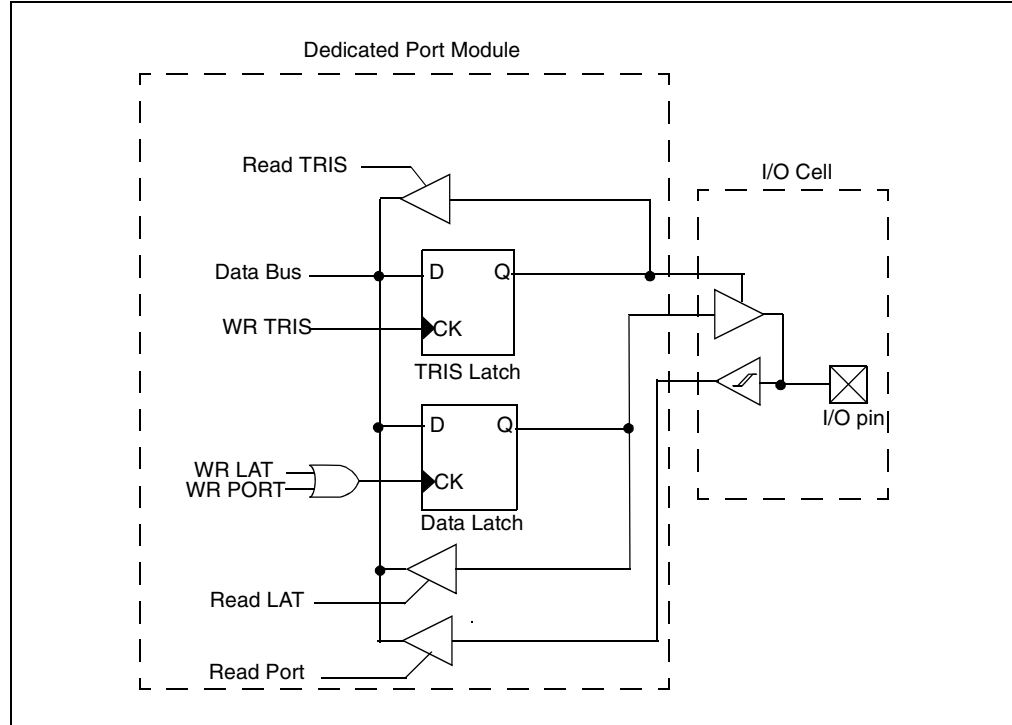 Dedicated Port Module
Read TRIS
I/O Cell
Data Bus
D
Q
WR TRIS
CK
TRIS Latch
I/O pin
D
Q
WR LAT
WR PORT
CK
Data Latch
Read LAT
Read Port